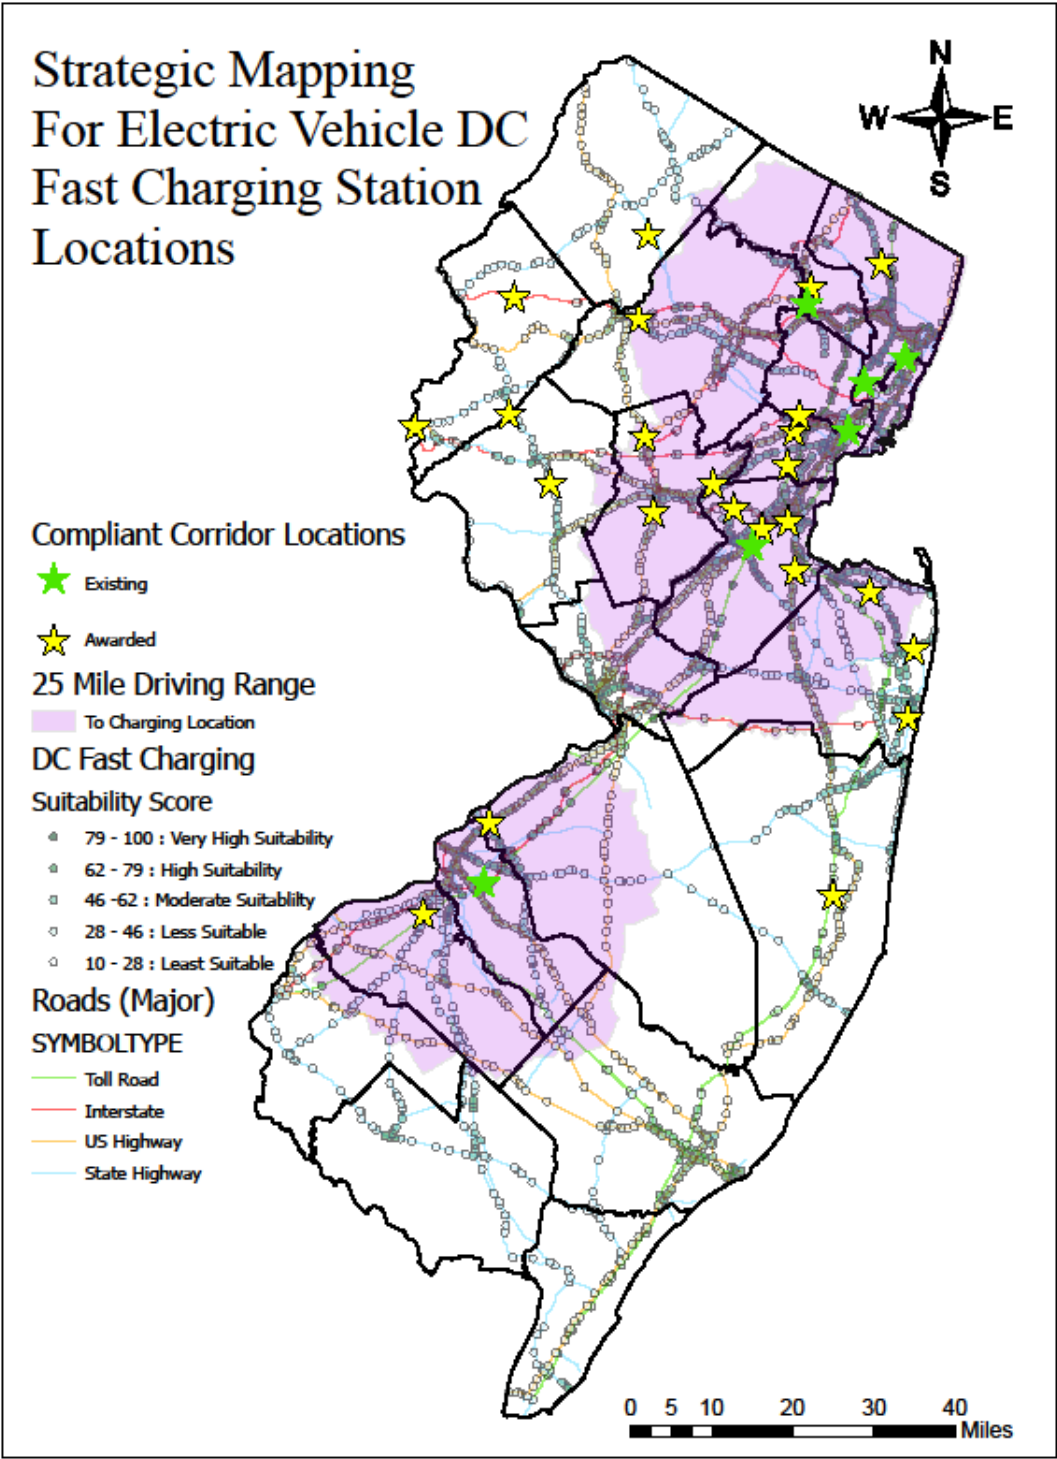 Strategic Mapping
For Electric Vehicle DC
Fast Charging Station
Locations
N
W E
S
Compliant Corridor Locations
Existing
Awarded
25 Mile Driving Range
To Charging Location
DC Fast Charging
Suitability Score
79 - 100 : Very High Suitability
62 - 79 : High Suitability
46 -62 : Moderate Suitablilty
28 - 46 : Less Suitable
10 - 28 : Least Suitable
Roads (Major)
SYMBOLTYPE
Toll Road
Interstate
US Highway
State Highway
0 5 10 20 30 40
Miles